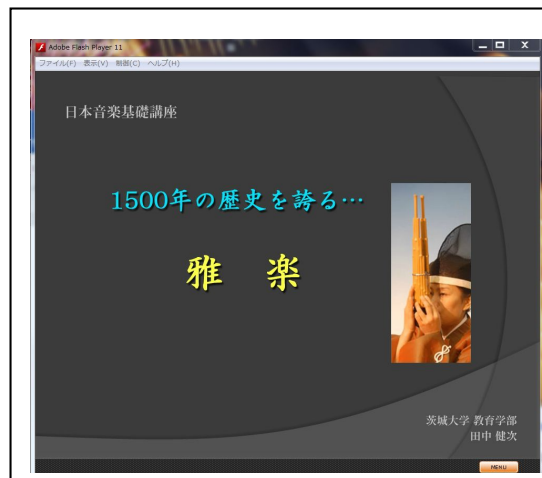 Adobe Flash Player 11
ファイル(F) 表示(V) 制御(C) ヘルプ(H)
日本音楽基礎講座
1500年の歴史を誇る…
雅 楽
茨城大学 教育学部
田中 健次
MENU